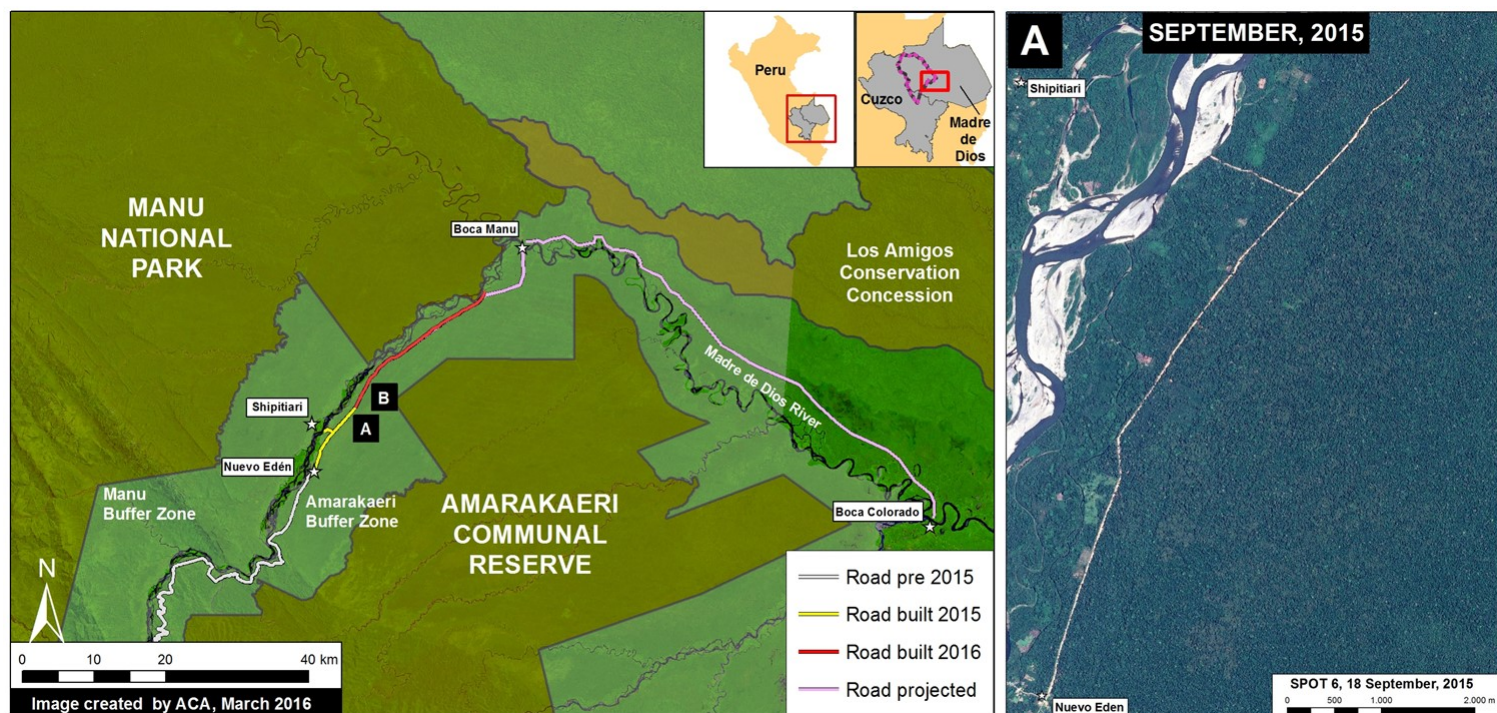 Peru
Cuzco
Madre
de
Dios
MANU
NATIONAL
PARK
Boca Manu
Los Amigos
Conservation
Concession
Madre de Dios River
Shipitiari
B
A
Nuevo Edén
Manu
Buffer Zone
Amarakaeri
Buffer Zone
AMARAKAERI
COMMUNAL
RESERVE
Boca Colorado
N
0 10 20 40 km
Image created by ACA, March 2016
Road pre 2015
Road built 2015
Road built 2016
Road projected
A
SEPTEMBER, 2015
Shipitiari
Nuevo Eden
SPOT 6, 18 September, 2015
0 500 1.000 2.000 m